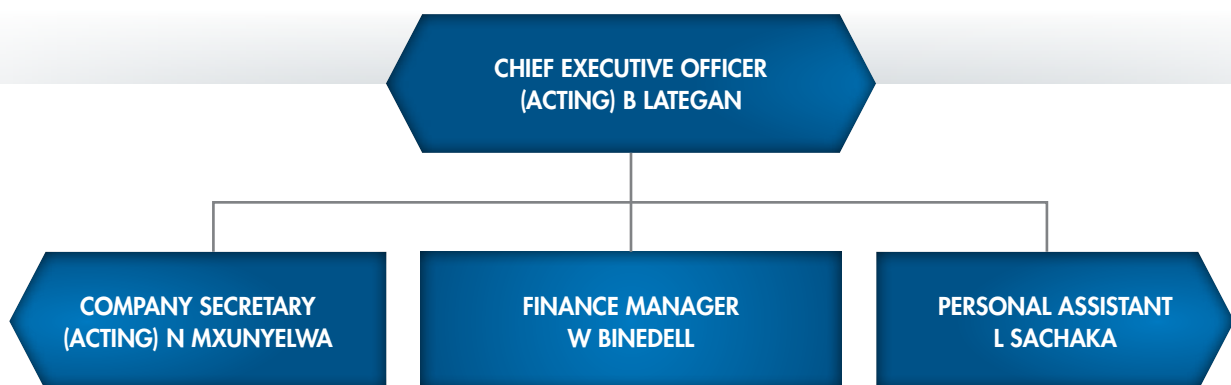 CHIEF EXECUTIVE OFFICER
(ACTING) B LATEGAN
COMPANY SECRETARY
(ACTING) N MXUNYELWA
FINANCE MANAGER
W BINEDELL
PERSONAL ASSISTANT
L SACHAKA